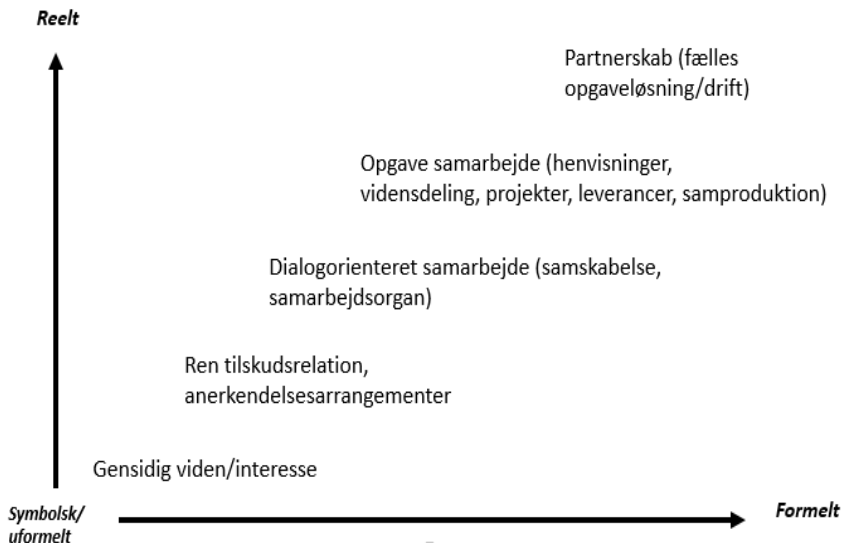 Reelt
Partnerskab (fælles
opgaveløsning/drift)
Opgave samarbejde (henvisninger,
vidensdeling, projekter, leverancer, samproduktion)
Dialogorienteret samarbejde (samskabelse,
samarbejdsorgan)
Ren tilskudsrelation,
anerkendelsesarrangementer
Gensidig viden/interesse
Symbolsk/
uformelt
Formelt